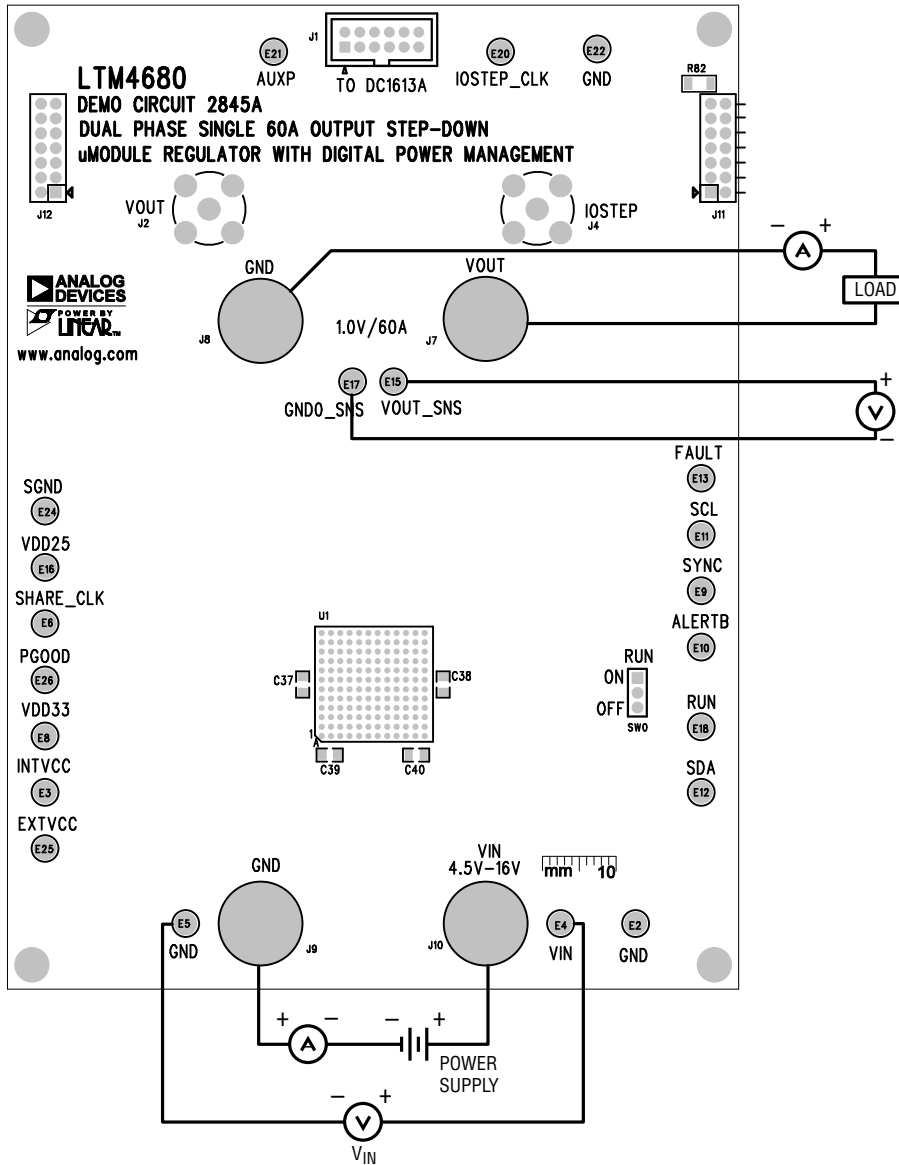 E21
AUXP
J1
TO DC1613A
E20
IOSTEP_CLK
E22
GND
R82
LTM4680
DEMO CIRCUIT 2845A
DUAL PHASE SINGLE 60A OUTPUT STEP-DOWN
uMODULE REGULATOR WITH DIGITAL POWER MANAGEMENT
J12
VOUT
J2
IOSTEP
J4
J11
− A +
LOAD
ANALOG
DEVICES
POWER BY
LINEAR™
www.analog.com
GND
J8
1.0V/60A
VOUT
J7
E17
GND0_SNS
E15
VOUT_SNS
+
V
−
FAULT
E13
SCL
E11
SYNC
E9
ALERTB
E10
SGND
E24
VDD25
E16
SHARE_CLK
E6
PGOOD
E26
VDD33
E8
INTVCC
E3
EXTVCC
E25
U1
C37
C38
1
A
C39
C40
RUN
ON
OFF
SW0
RUN
E18
SDA
E12
GND
J9
VIN
4.5V-16V
J10
mm 10
E5
GND
E4
VIN
E2
GND
+ A −
− +
POWER
SUPPLY
− V +
VIN